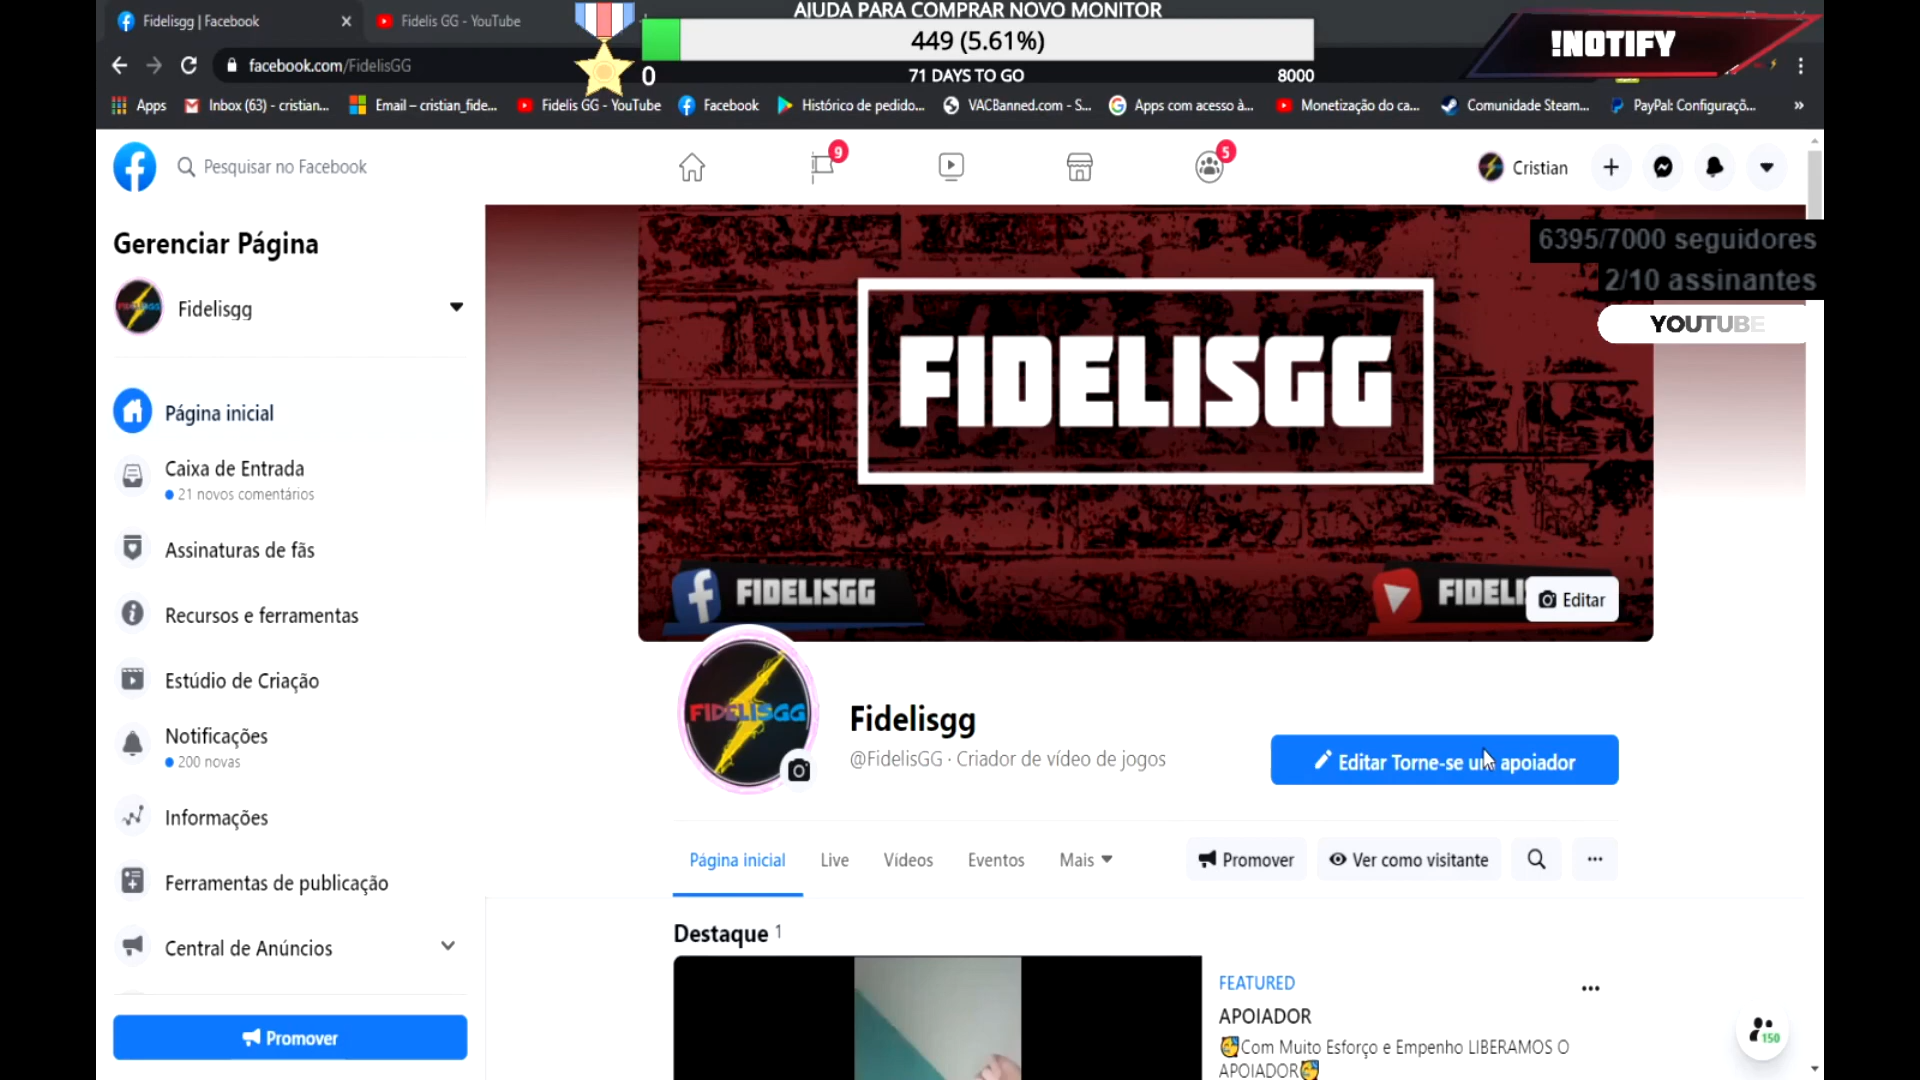 Fidelisgg | Facebook
Fidelis GG - YouTube
AJUDA PARA COMPRAR NOVO MONITOR
449 (5.61%)
0
71 DAYS TO GO
8000
!NOTIFY
facebook.com/FidelisGG
Apps
Inbox (63) - cristian...
Email – cristian_fide...
Fidelis GG - YouTube
Facebook
Histórico de pedido...
VACBanned.com - S...
Apps com acesso à...
Monetização do ca...
Comunidade Steam...
PayPal: Configuraçõ...
»
Pesquisar no Facebook
9
5
Cristian
Gerenciar Página
Fidelisgg
6395/7000 seguidores
2/10 assinantes
YOUTUBE
FIDELISGG
Página inicial
Caixa de Entrada
21 novos comentários
Assinaturas de fãs
Recursos e ferramentas
Estúdio de Criação
Notificações
200 novas
Informações
Ferramentas de publicação
Central de Anúncios
Promover
FIDELISGG
FIDELI
Editar
FIDELISGG
Fidelisgg
@FidelisGG · Criador de vídeo de jogos
Editar Torne-se um apoiador
Página inicial
Live
Vídeos
Eventos
Mais
Promover
Ver como visitante
Destaque 1
FEATURED
APOIADOR
🥳Com Muito Esforço e Empenho LIBERAMOS O
APOIADOR🥳
150